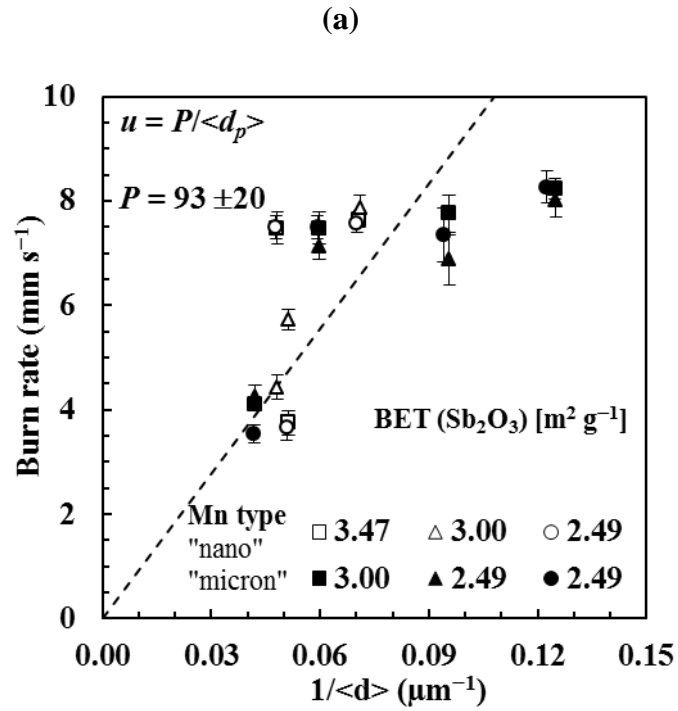 (a)
10
u = P/<d_p>
8
P = 93 ±20
6
Burn rate (mm s⁻¹)
4
BET (Sb₂O₃) [m² g⁻¹]
2
Mn type
"nano" □ 3.47 △ 3.00 ○ 2.49
"micron" ■ 3.00 ▲ 2.49 ● 2.49
0
0.00 0.03 0.06 0.09 0.12 0.15
1/<d> (µm⁻¹)